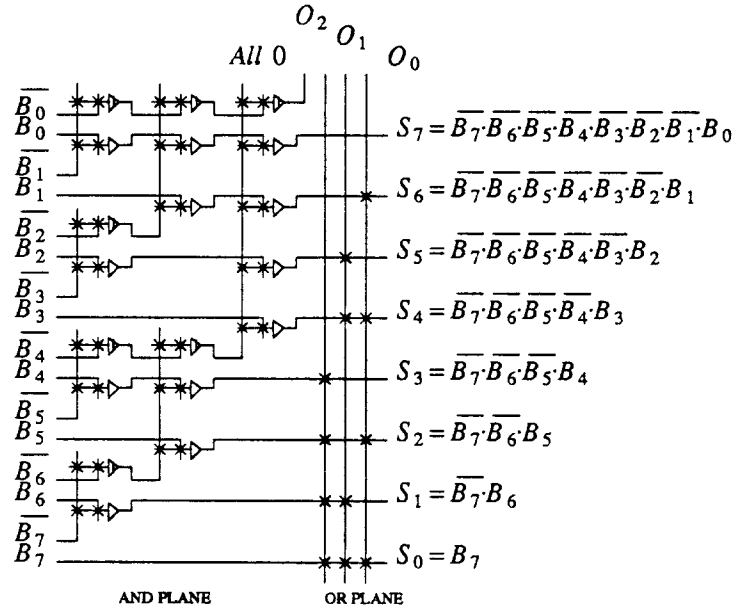 O₂
O₁
All 0 O₀
B̅₀
B₀
S₇ = B̅₇·B̅₆·B̅₅·B̅₄·B̅₃·B̅₂·B̅₁·B₀
B̅₁
B₁
S₆ = B̅₇·B̅₆·B̅₅·B̅₄·B̅₃·B̅₂·B₁
B̅₂
B₂
S₅ = B̅₇·B̅₆·B̅₅·B̅₄·B̅₃·B₂
B̅₃
B₃
S₄ = B̅₇·B̅₆·B̅₅·B̅₄·B₃
B̅₄
B₄
S₃ = B̅₇·B̅₆·B̅₅·B₄
B̅₅
B₅
S₂ = B̅₇·B̅₆·B₅
B̅₆
B₆
S₁ = B̅₇·B₆
B̅₇
B₇
S₀ = B₇
AND PLANE OR PLANE